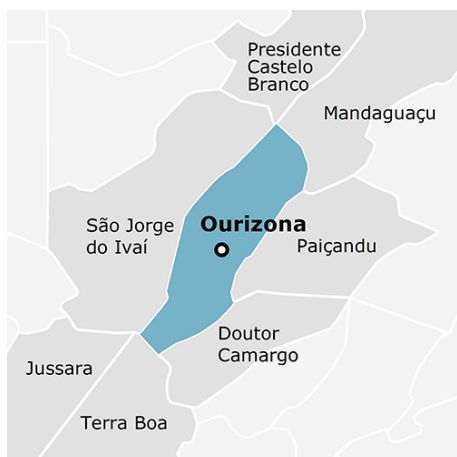 Presidente
Castelo
Branco
Mandaguaçu
Ourizona
São Jorge
do Ivaí
Paiçandu
Doutor
Camargo
Jussara
Terra Boa